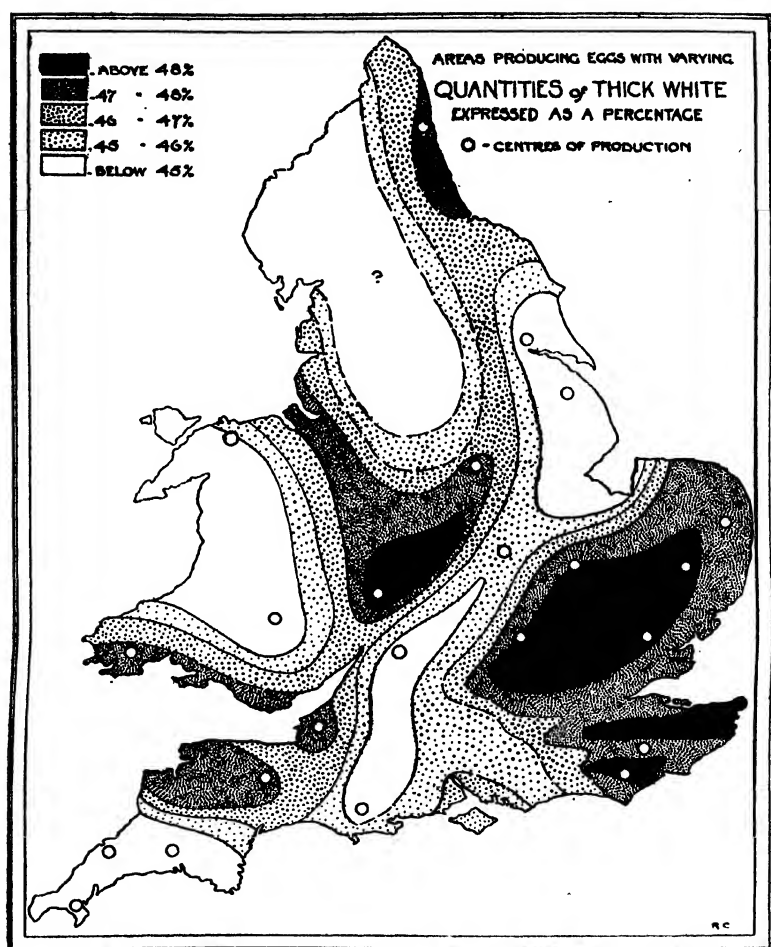 ABOVE 48%
47 " 48%
46 " 47%
45 " 46%
BELOW 45%
AREAS PRODUCING EGGS WITH VARYING
QUANTITIES of THICK WHITE
EXPRESSED AS A PERCENTAGE
O - CENTRES OF PRODUCTION
?
R C